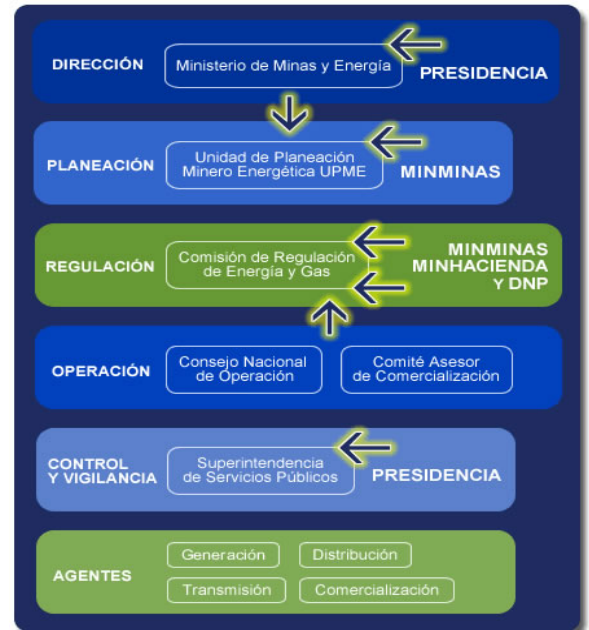 DIRECCIÓN
Ministerio de Minas y Energía
PRESIDENCIA
PLANEACIÓN
Unidad de Planeación
Minero Energética UPME
MINMINAS
REGULACIÓN
Comisión de Regulación
de Energía y Gas
MINMINAS
MINHACIENDA
Y DNP
OPERACIÓN
Consejo Nacional
de Operación
Comité Asesor
de Comercialización
CONTROL
Y VIGILANCIA
Superintendencia
de Servicios Públicos
PRESIDENCIA
AGENTES
Generación
Distribución
Transmisión
Comercialización